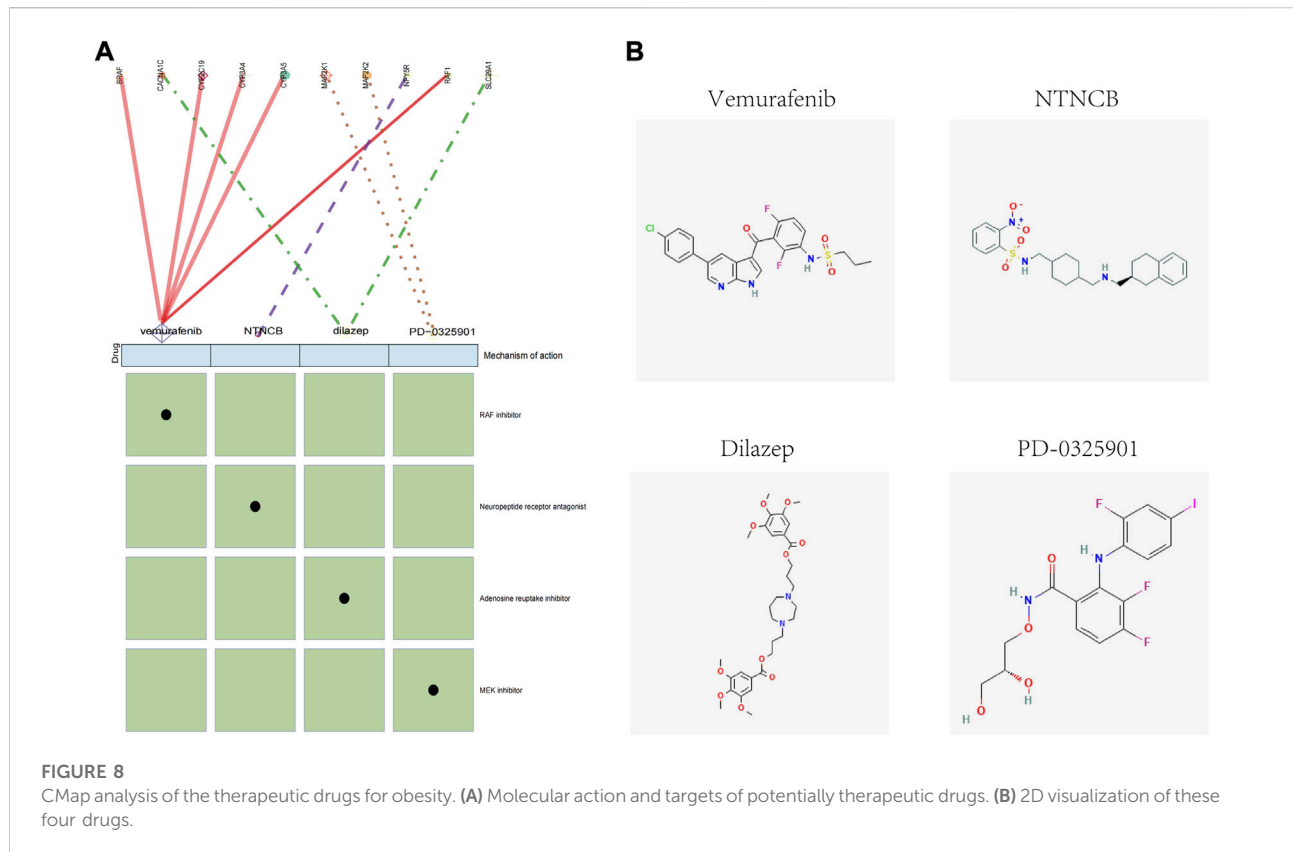 A
BRAF
CACNA1C
CYP2C19
CYP3A4
CYP3A5
MAP2K1
MAP2K2
NPY5R
RAF1
SLC29A1
vemurafenib
NTNCB
dilazep
PD-0325901
Drug
Mechanism of action
RAF inhibitor
Neuropeptide receptor antagonist
Adenosine reuptake inhibitor
MEK inhibitor
B
Vemurafenib
Cl
O
F
F
N
H
S
O
O
N
N
H
NTNCB
O-
N+
O
O
S
O
N
H
H
N
Dilazep
O
O
O
O
O
N
N
O
O
O
O
O
PD-0325901
F
I
H
N
O
H
N
O
F
F
O
H
O
H
FIGURE 8
CMap analysis of the therapeutic drugs for obesity. (A) Molecular action and targets of potentially therapeutic drugs. (B) 2D visualization of these
four drugs.